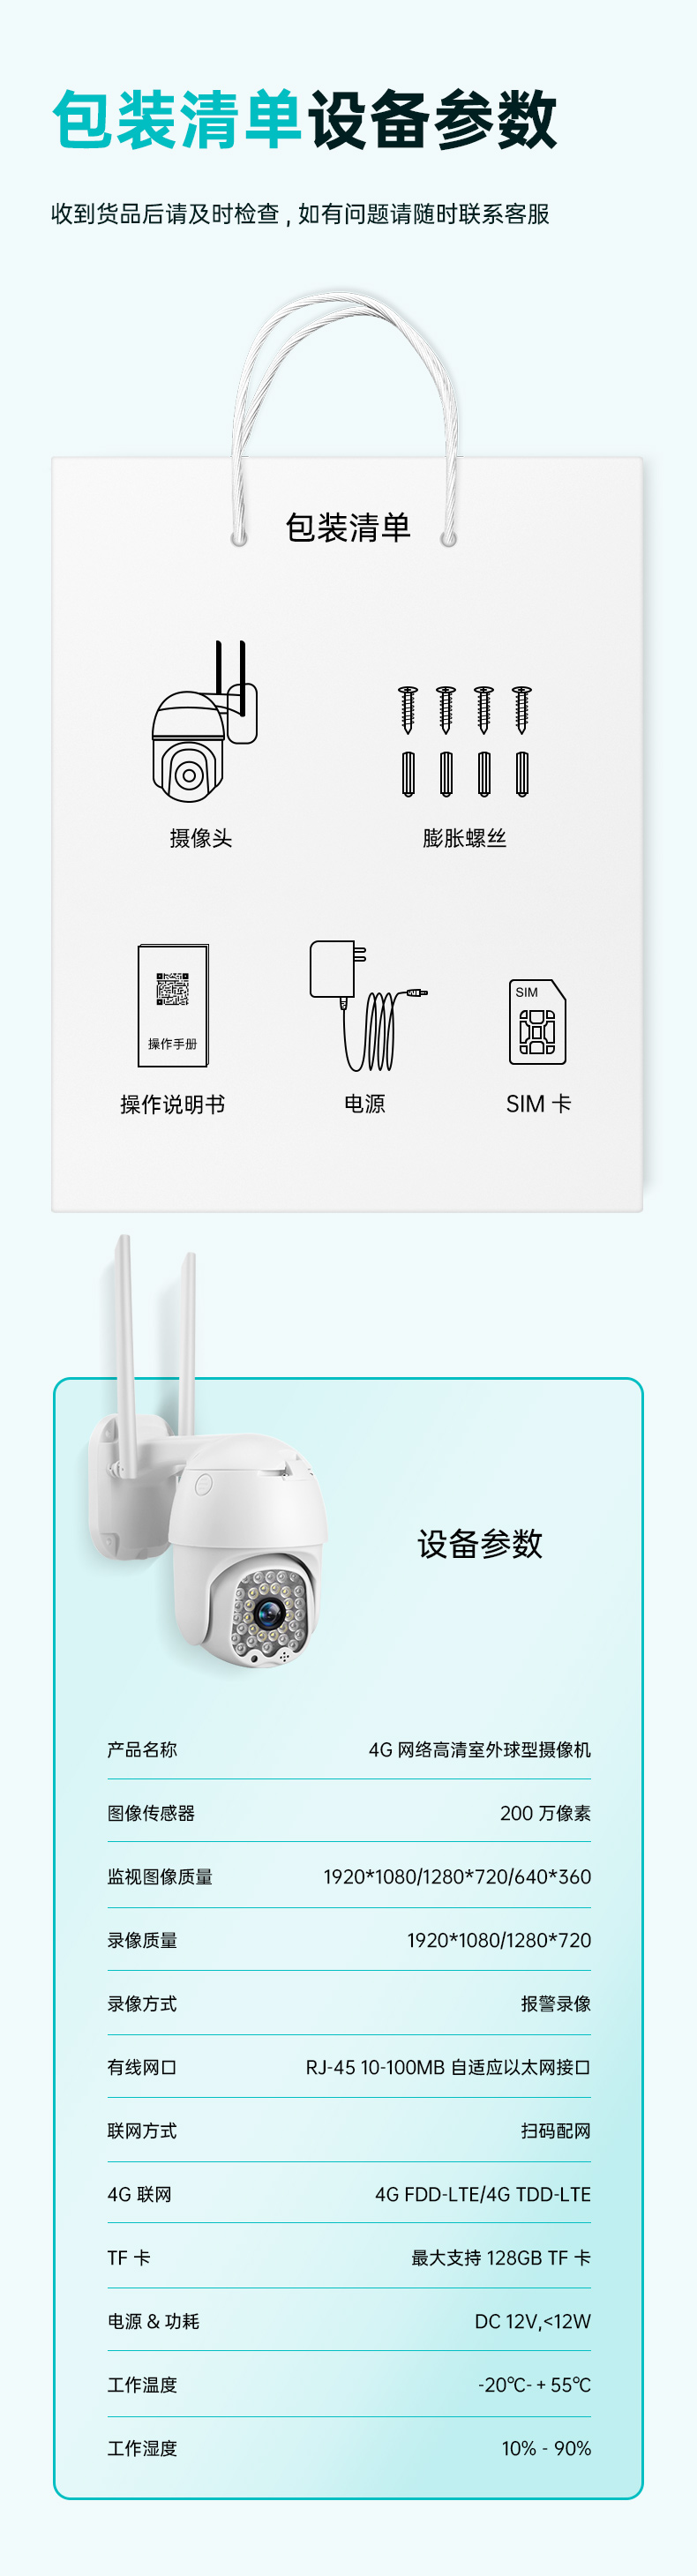 包装清单设备参数
收到货品后请及时检查，如有问题请随时联系客服
包装清单
摄像头
膨胀螺丝
操作手册
SIM
操作说明书
电源
SIM 卡
设备参数
产品名称 4G 网络高清室外球型摄像机
图像传感器 200 万像素
监视图像质量 1920*1080/1280*720/640*360
录像质量 1920*1080/1280*720
录像方式 报警录像
有线网口 RJ-45 10-100MB 自适应以太网接口
联网方式 扫码配网
4G 联网 4G FDD-LTE/4G TDD-LTE
TF 卡 最大支持 128GB TF 卡
电源 & 功耗 DC 12V,<12W
工作温度 -20℃- + 55℃
工作湿度 10% - 90%